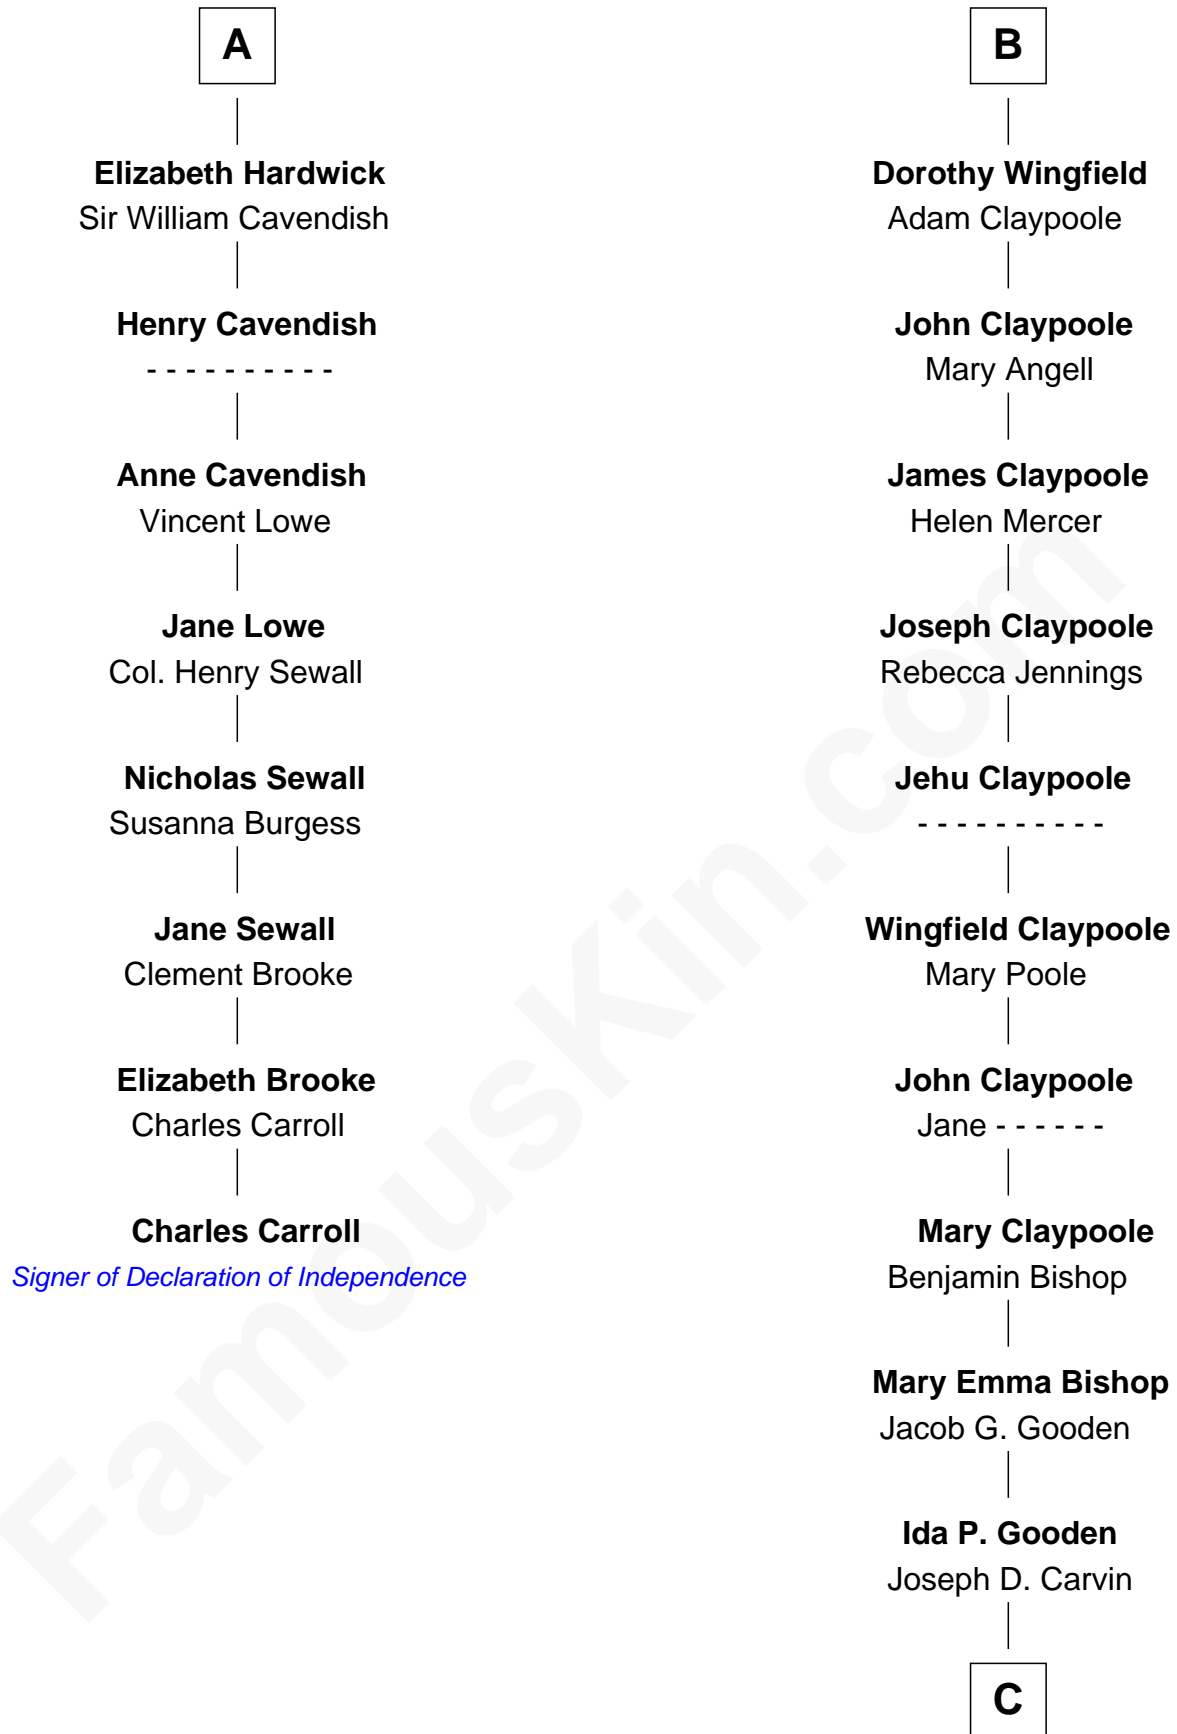 A
Elizabeth Hardwick
Sir William Cavendish
Henry Cavendish
- - - - - - - - - -
Anne Cavendish
Vincent Lowe
Jane Lowe
Col. Henry Sewall
Nicholas Sewall
Susanna Burgess
Jane Sewall
Clement Brooke
Elizabeth Brooke
Charles Carroll
Charles Carroll
Signer of Declaration of Independence
B
Dorothy Wingfield
Adam Claypoole
John Claypoole
Mary Angell
James Claypoole
Helen Mercer
Joseph Claypoole
Rebecca Jennings
Jehu Claypoole
- - - - - - - - - -
Wingfield Claypoole
Mary Poole
John Claypoole
Jane - - - - - -
Mary Claypoole
Benjamin Bishop
Mary Emma Bishop
Jacob G. Gooden
Ida P. Gooden
Joseph D. Carvin
C
FamousKin.com